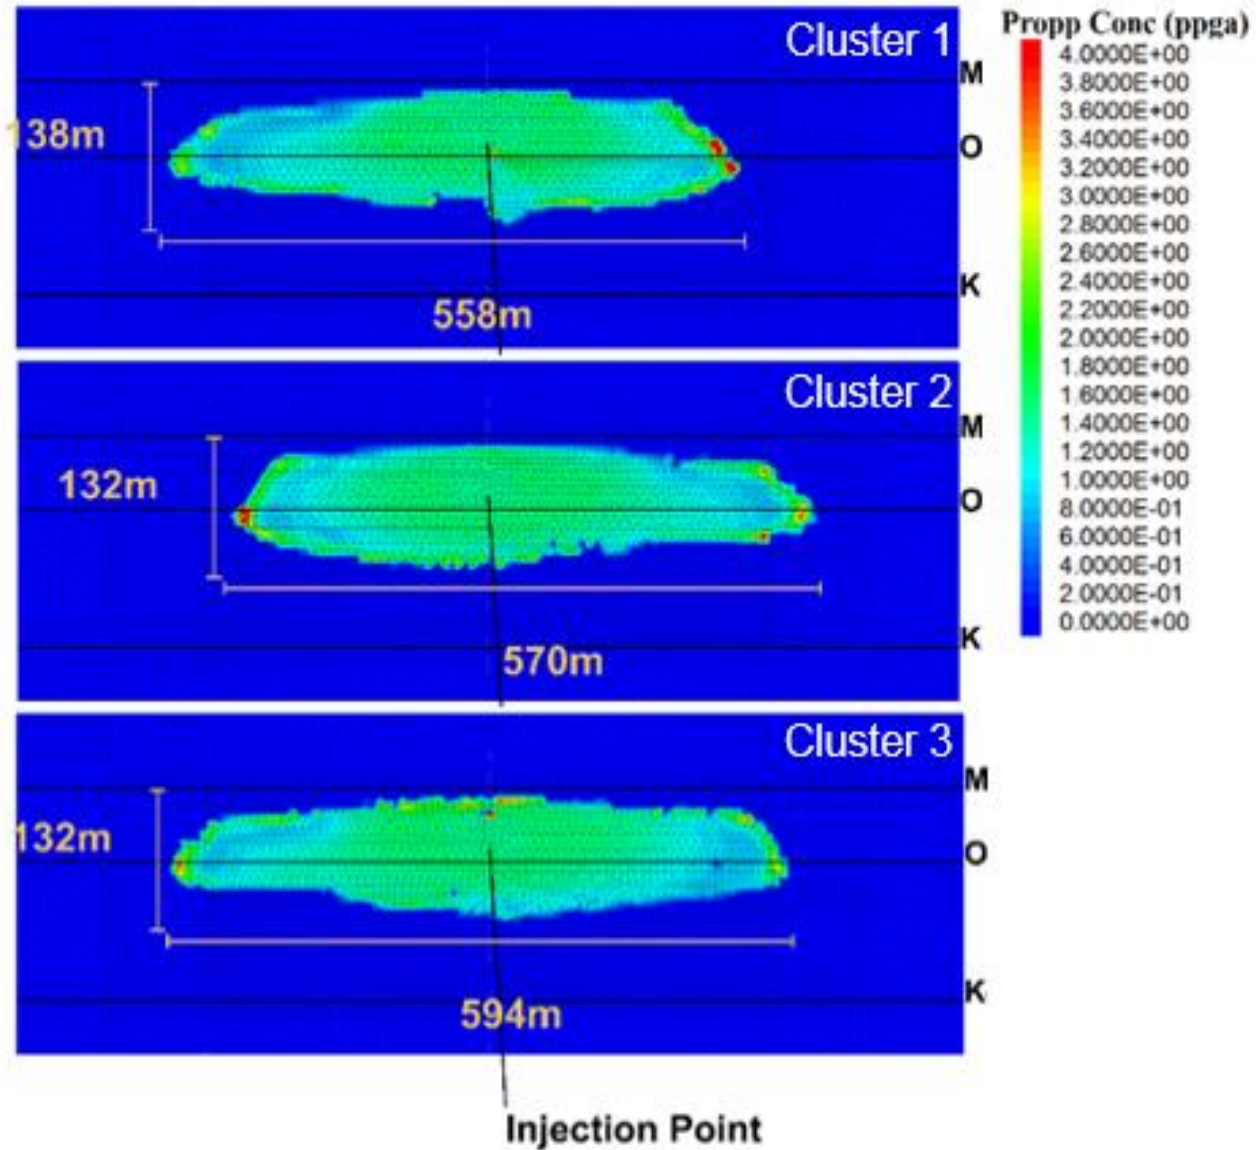 Cluster 1
138m
558m
M
O
K
Cluster 2
132m
570m
M
O
K
Cluster 3
132m
594m
M
O
K
Injection Point
Propp Conc (ppga)
4.0000E+00
3.8000E+00
3.6000E+00
3.4000E+00
3.2000E+00
3.0000E+00
2.8000E+00
2.6000E+00
2.4000E+00
2.2000E+00
2.0000E+00
1.8000E+00
1.6000E+00
1.4000E+00
1.2000E+00
1.0000E+00
8.0000E-01
6.0000E-01
4.0000E-01
2.0000E-01
0.0000E+00